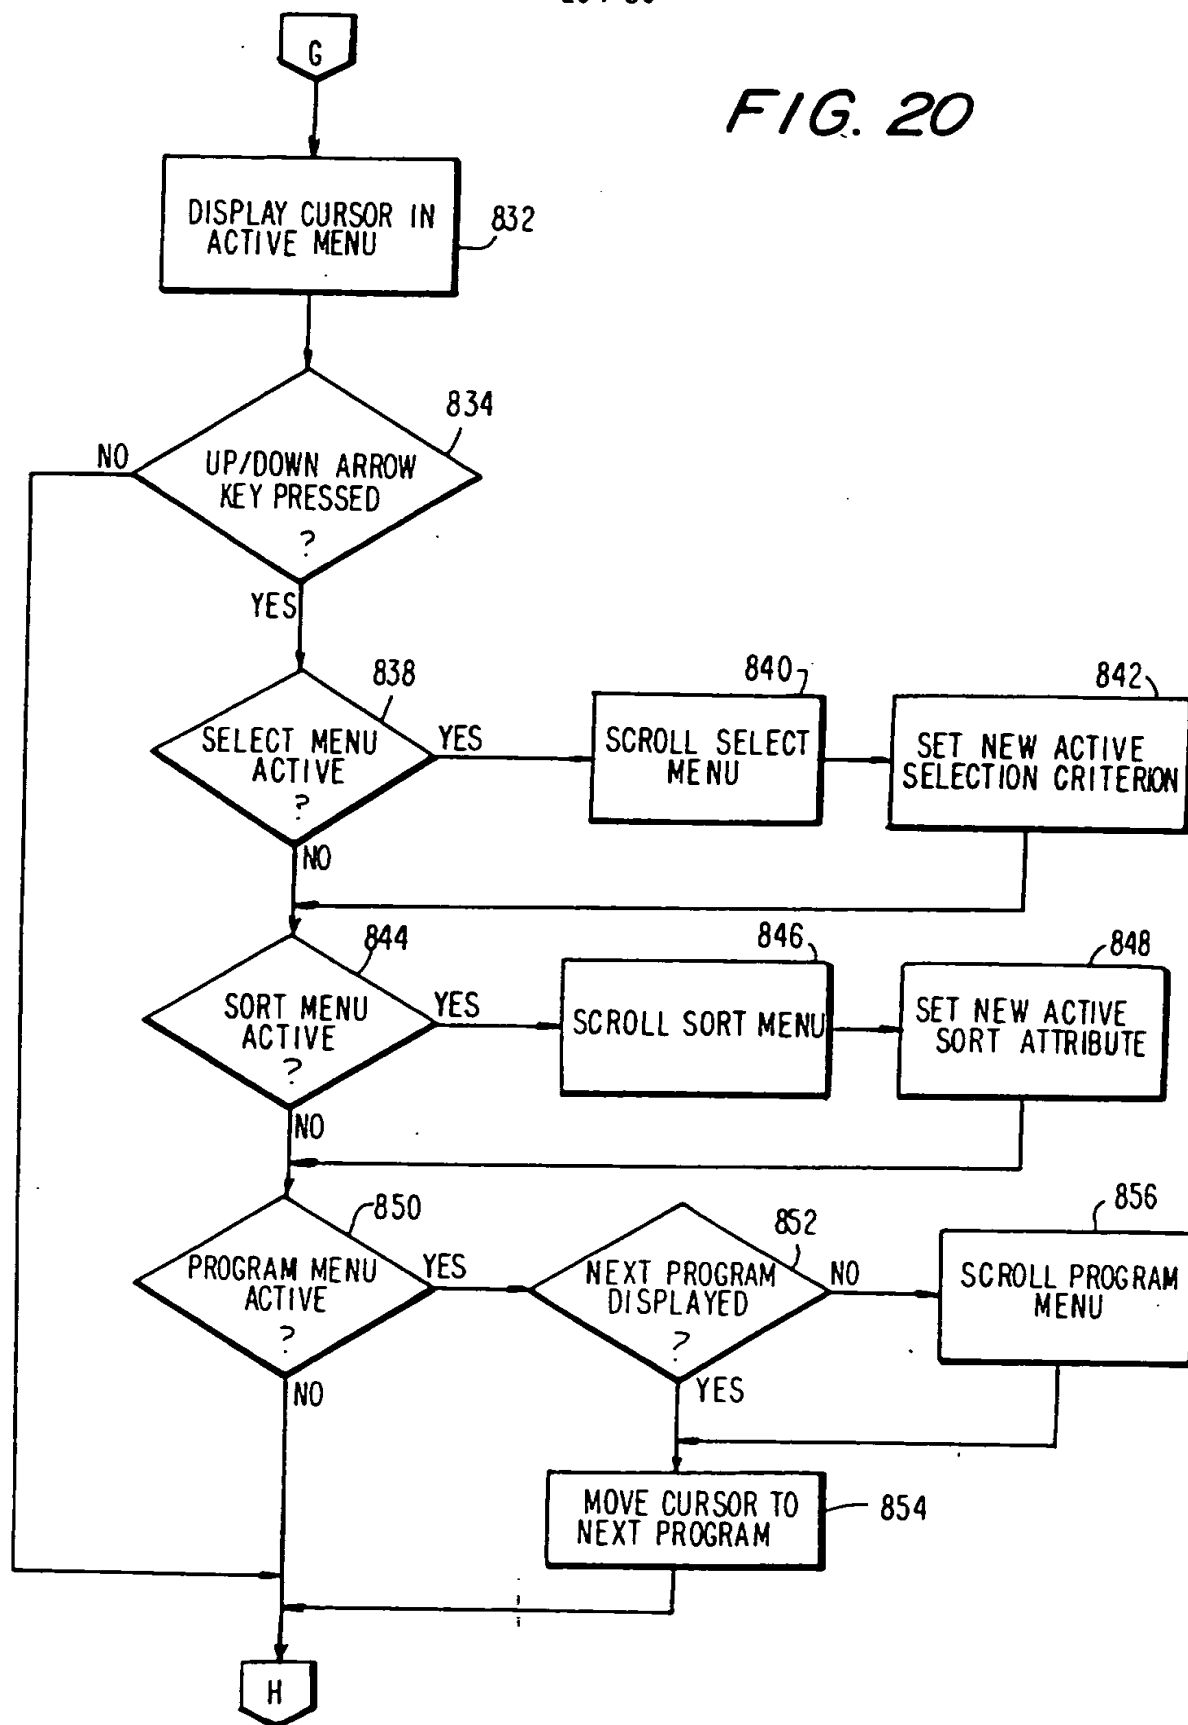 G
FIG. 20
DISPLAY CURSOR IN
ACTIVE MENU
832
834
NO
UP/DOWN ARROW
KEY PRESSED
?
YES
838
SELECT MENU
ACTIVE
?
YES
840
SCROLL SELECT
MENU
842
SET NEW ACTIVE
SELECTION CRITERION
NO
844
SORT MENU
ACTIVE
?
YES
846
SCROLL SORT MENU
848
SET NEW ACTIVE
SORT ATTRIBUTE
NO
850
PROGRAM MENU
ACTIVE
?
YES
852
NEXT PROGRAM
DISPLAYED
?
NO
856
SCROLL PROGRAM
MENU
NO
YES
MOVE CURSOR TO
NEXT PROGRAM
854
H